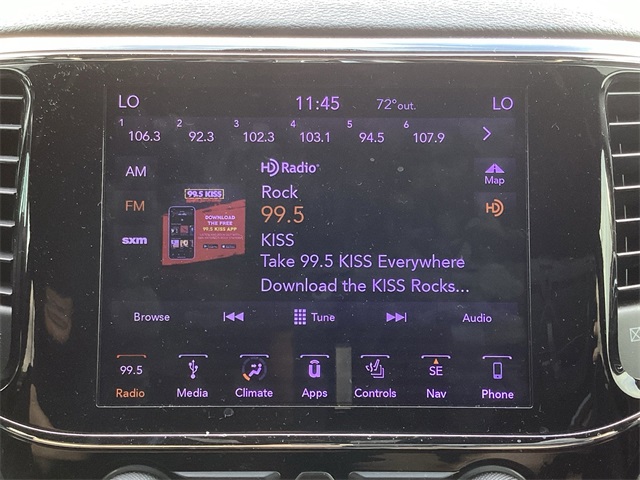 LO 11:45 72°out. LO
1 106.3 2 92.3 3 102.3 4 103.1 5 94.5 6 107.9
AM
HD Radio
Map
Rock
FM
99.5
HD
99.5 KISS
DOWNLOAD
THE FREE
99.5 KISS APP
sxm
KISS
Take 99.5 KISS Everywhere
Download the KISS Rocks...
Browse Tune Audio
99.5 SE
Radio Media Climate Apps Controls Nav Phone